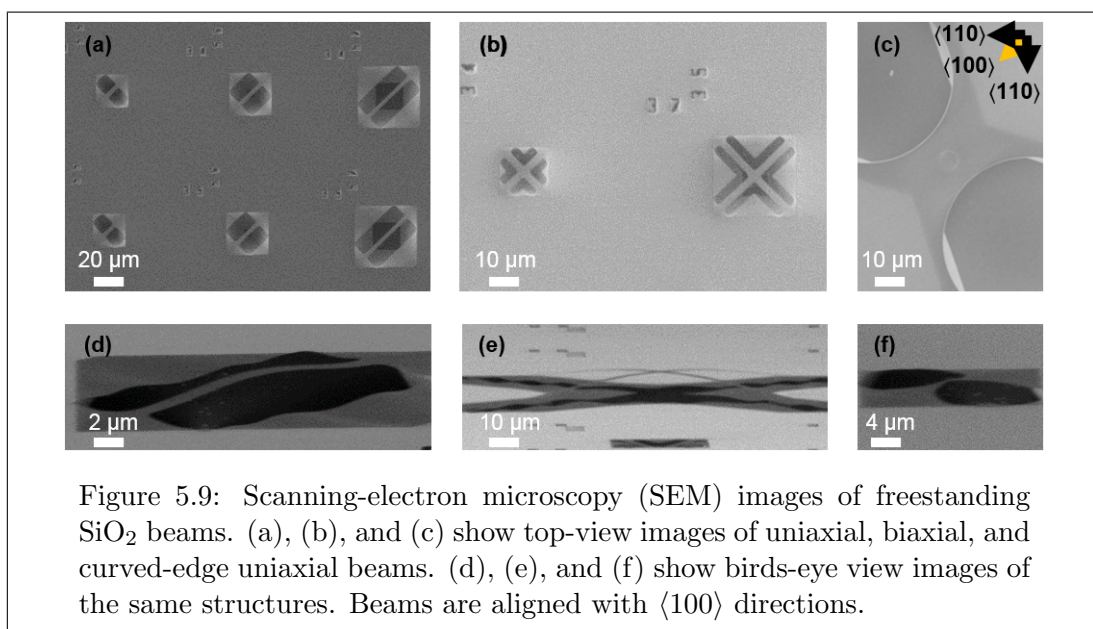 (a)
20 µm
(b)
10 µm
(c)
⟨110⟩
⟨100⟩
⟨110⟩
10 µm
(d)
2 µm
(e)
10 µm
(f)
4 µm
Figure 5.9: Scanning-electron microscopy (SEM) images of freestanding
SiO₂ beams. (a), (b), and (c) show top-view images of uniaxial, biaxial, and
curved-edge uniaxial beams. (d), (e), and (f) show birds-eye view images of
the same structures. Beams are aligned with ⟨100⟩ directions.